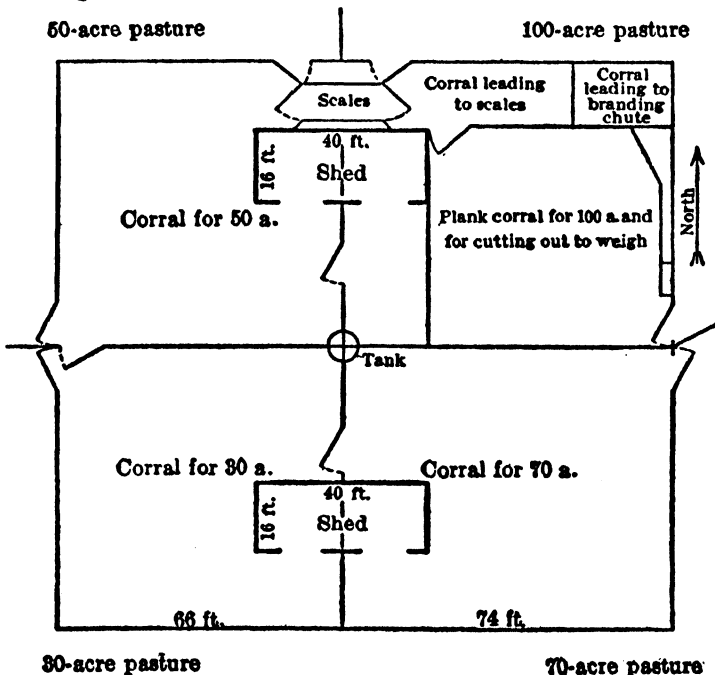 50-acre pasture
100-acre pasture
Scales
Corral leading
to scales
Corral
leading to
branding
chute
40 ft.
16 ft.
Shed
Corral for 50 a.
Plank corral for 100 a. and
for cutting out to weigh
North
Tank
Corral for 30 a.
Corral for 70 a.
40 ft.
16 ft.
Shed
66 ft.
74 ft.
30-acre pasture
70-acre pasture